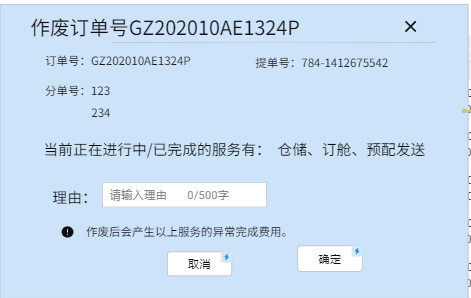 作废订单号GZ202010AE1324P
订单号：GZ202010AE1324P 提单号：784-1412675542
分单号：123
234
当前正在进行中/已完成的服务有： 仓储、订舱、预配发送
理由： 请输入理由 0/500字
作废后会产生以上服务的异常完成费用。
取消 确定